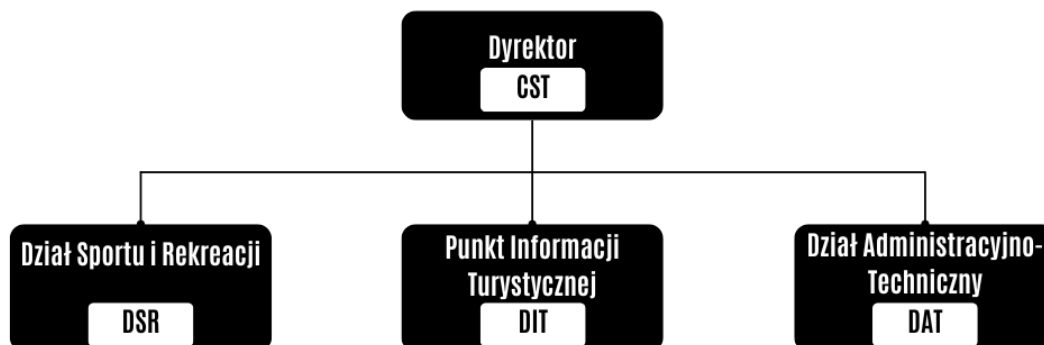 Dyrektor
CST
Dział Sportu i Rekreacji
DSR
Punkt Informacji
Turystycznej
DIT
Dział Administracyjno-
Techniczny
DAT